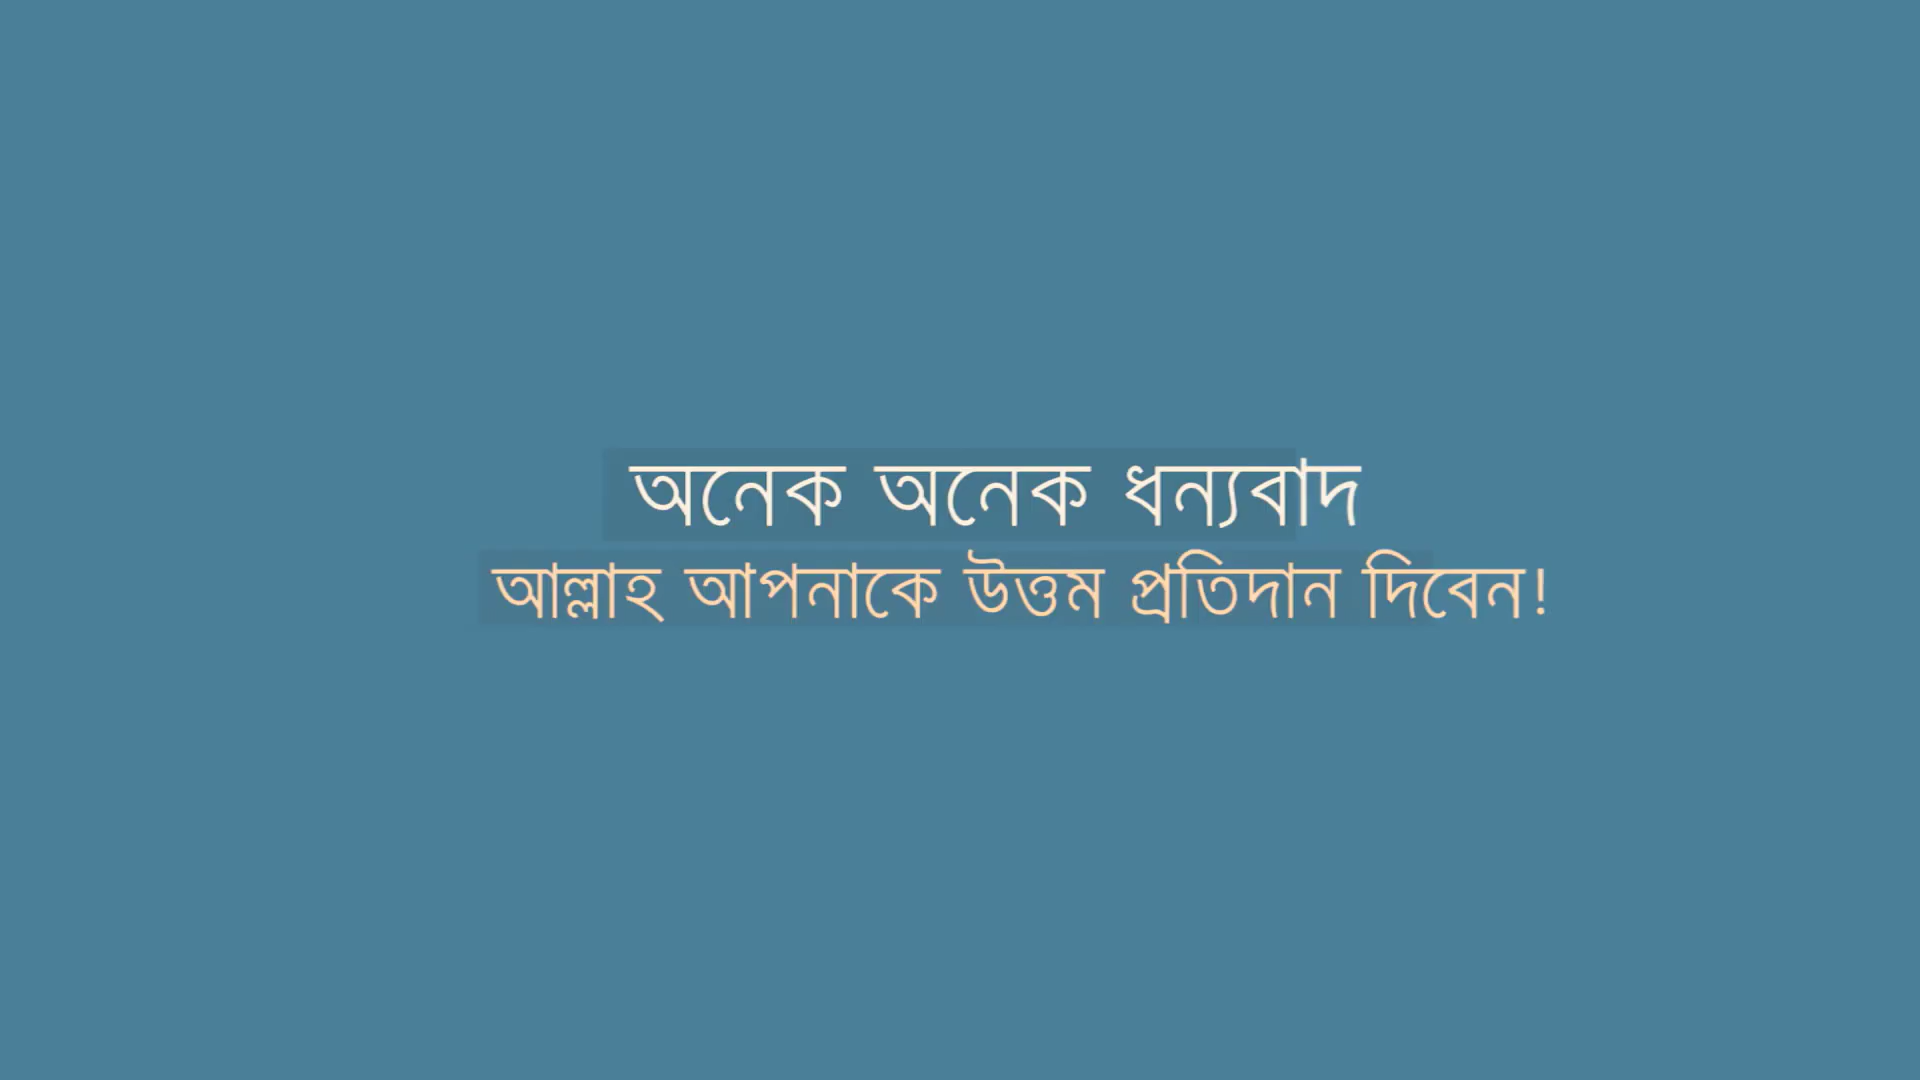 অনেক অনেক ধন্যবাদ
আল্লাহ আপনাকে উত্তম প্রতিদান দিবেন!